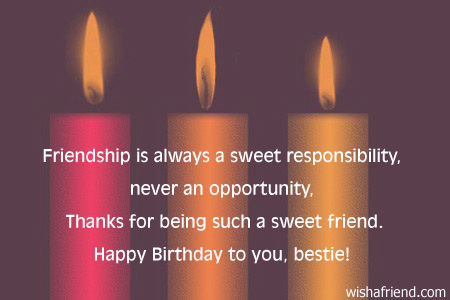 Friendship is always a sweet responsibility,
never an opportunity,
Thanks for being such a sweet friend.
Happy Birthday to you, bestie!
wishafriend.com